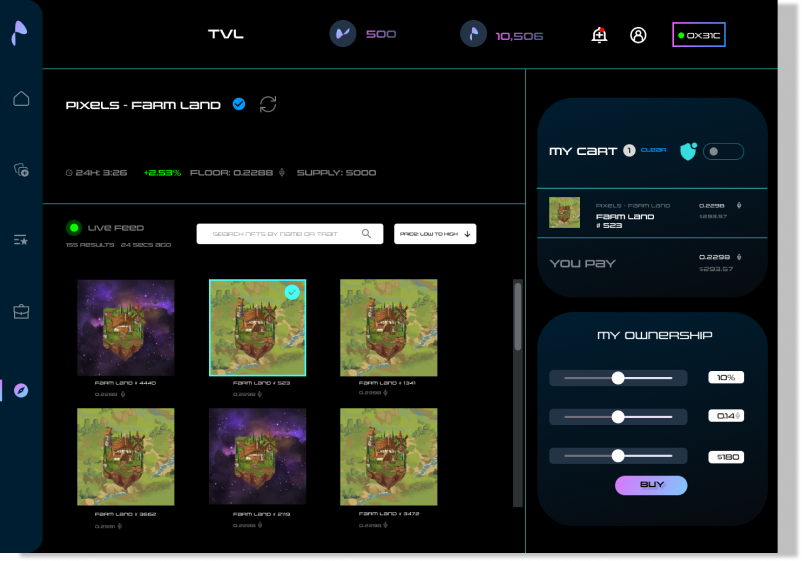 TVL
500
10,506
0X31C
PIXELS - FARM LAND
24H: 3:26 +2.53% FLOOR: 0.2288 SUPPLY: 5000
LIVE FEED
155 RESULTS 24 SECS AGO
SEARCH NFTS BY NAME OR TRAIT
PRICE: LOW TO HIGH
FARM LAND # 4440
0.2298
FARM LAND # 523
0.2298
FARM LAND # 1341
0.2298
FARM LAND # 3662
FARM LAND # 2719
0.2298
FARM LAND # 3472
0.2298
MY CART 1 CLEAR
PIXELS - FARM LAND
FARM LAND
# 523
0.2298
$293.57
YOU PAY
0.2298
$293.57
MY OWNERSHIP
10%
0.14
$180
BUY